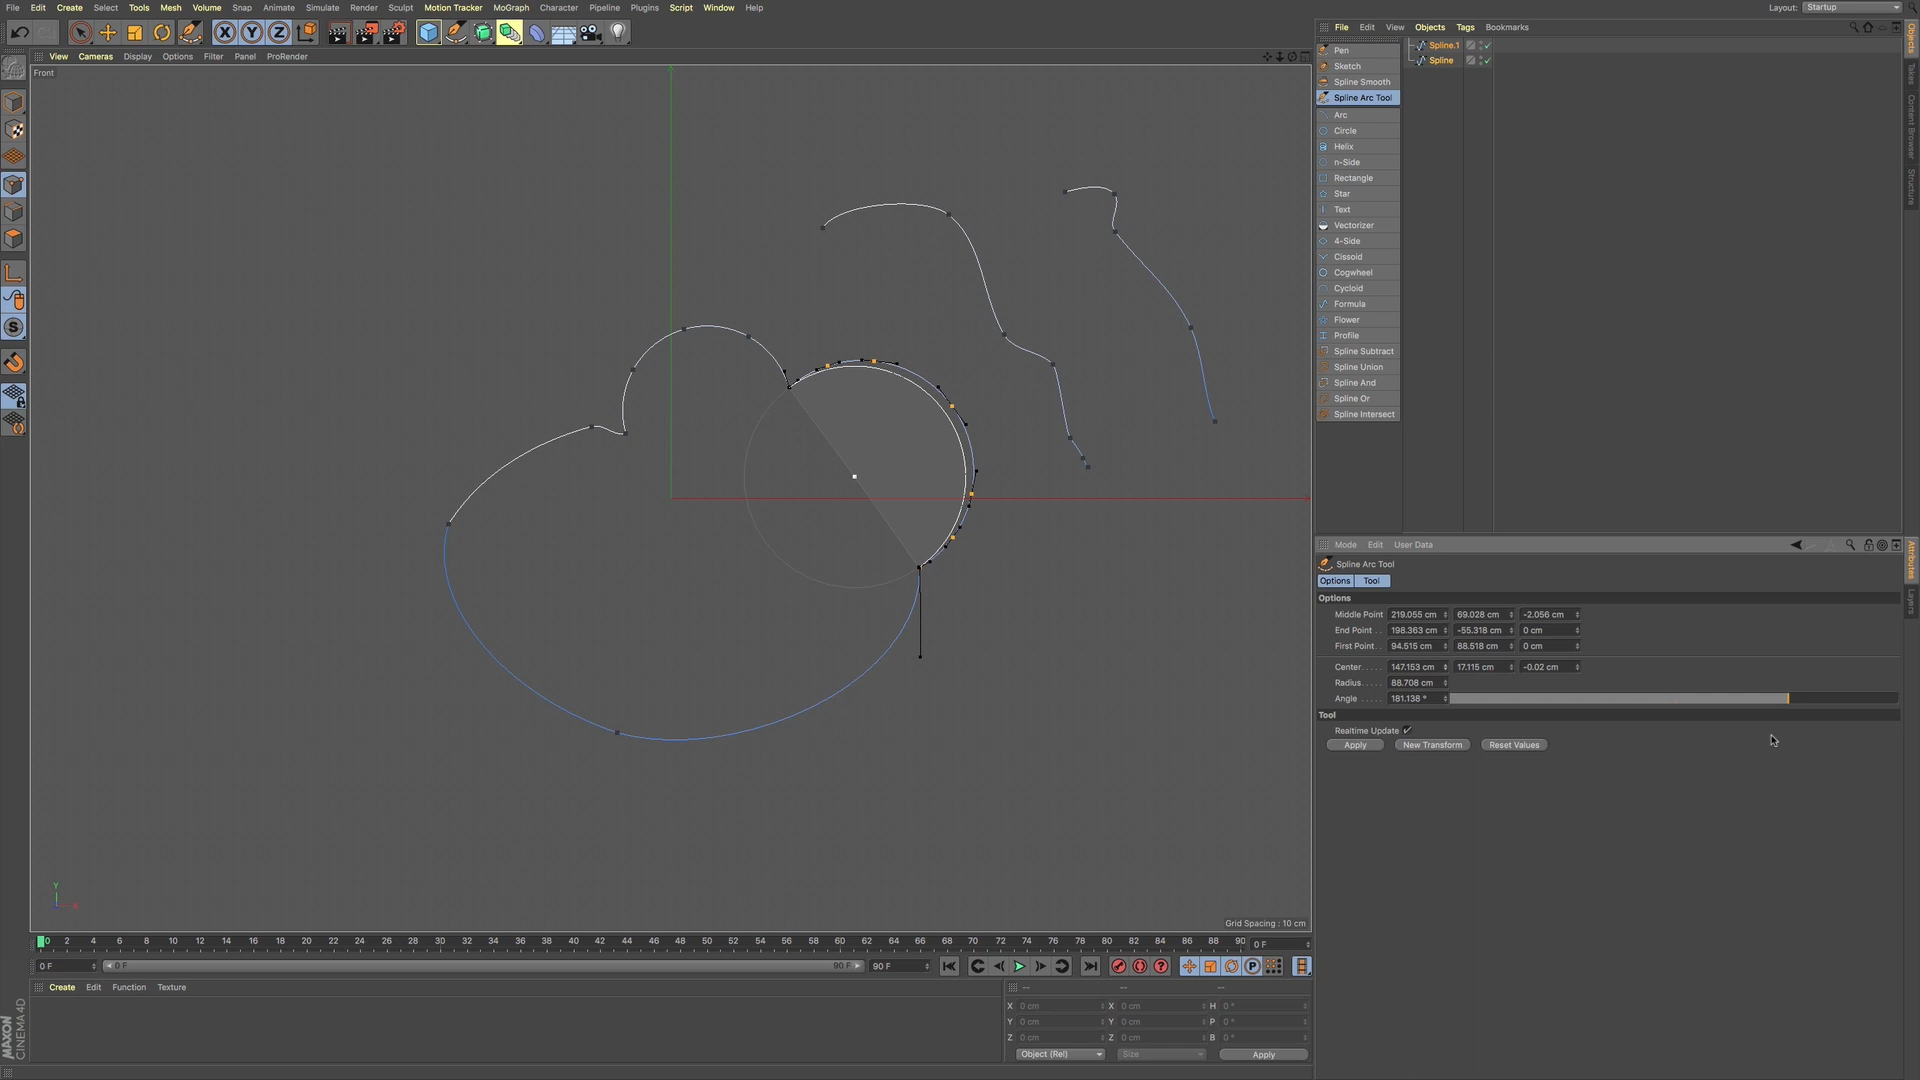 File Edit Create Select Tools Mesh Volume Snap Animate Simulate Render Sculpt Motion Tracker MoGraph Character Pipeline Plugins Script Window Help
Layout: Startup
View Cameras Display Options Filter Panel ProRender
Front
File Edit View Objects Tags Bookmarks
Pen
Sketch
Spline Smooth
Spline Arc Tool
Arc
Circle
Helix
n-Side
Rectangle
Star
Text
Vectorizer
4-Side
Cissoid
Cogwheel
Cycloid
Formula
Flower
Profile
Spline Subtract
Spline Union
Spline And
Spline Or
Spline Intersect
Spline.1
Spline
Objects
Takes
Content Browser
Structure
Mode Edit User Data
Spline Arc Tool
Options Tool
Options
Middle Point 219.055 cm 69.028 cm -2.056 cm
End Point . . 198.363 cm -55.318 cm 0 cm
First Point. . 94.515 cm 88.518 cm 0 cm
Center. . . . . 147.153 cm 17.115 cm -0.02 cm
Radius. . . . . 88.708 cm
Angle . . . . . 181.138 °
Tool
Realtime Update
Apply New Transform Reset Values
Attributes
Layers
Y
X
Grid Spacing : 10 cm
0 2 4 6 8 10 12 14 16 18 20 22 24 26 28 30 32 34 36 38 40 42 44 46 48 50 52 54 56 58 60 62 64 66 68 70 72 74 76 78 80 82 84 86 88 90 0 F
0 F 0 F 90 F 90 F
Create Edit Function Texture
-- -- --
X 0 cm X 0 cm H 0 °
Y 0 cm Y 0 cm P 0 °
Z 0 cm Z 0 cm B 0 °
Object (Rel) Size Apply
MAXON
CINEMA 4D